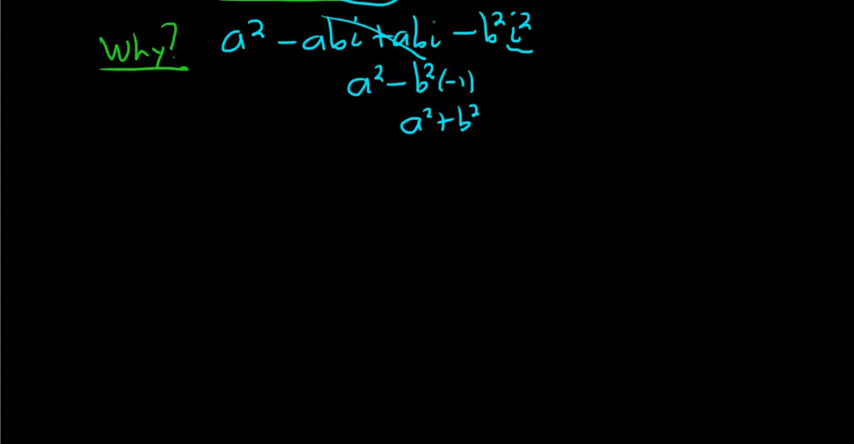 Why? a² - abi + abi - b²i²
a² - b²(-1)
a² + b²